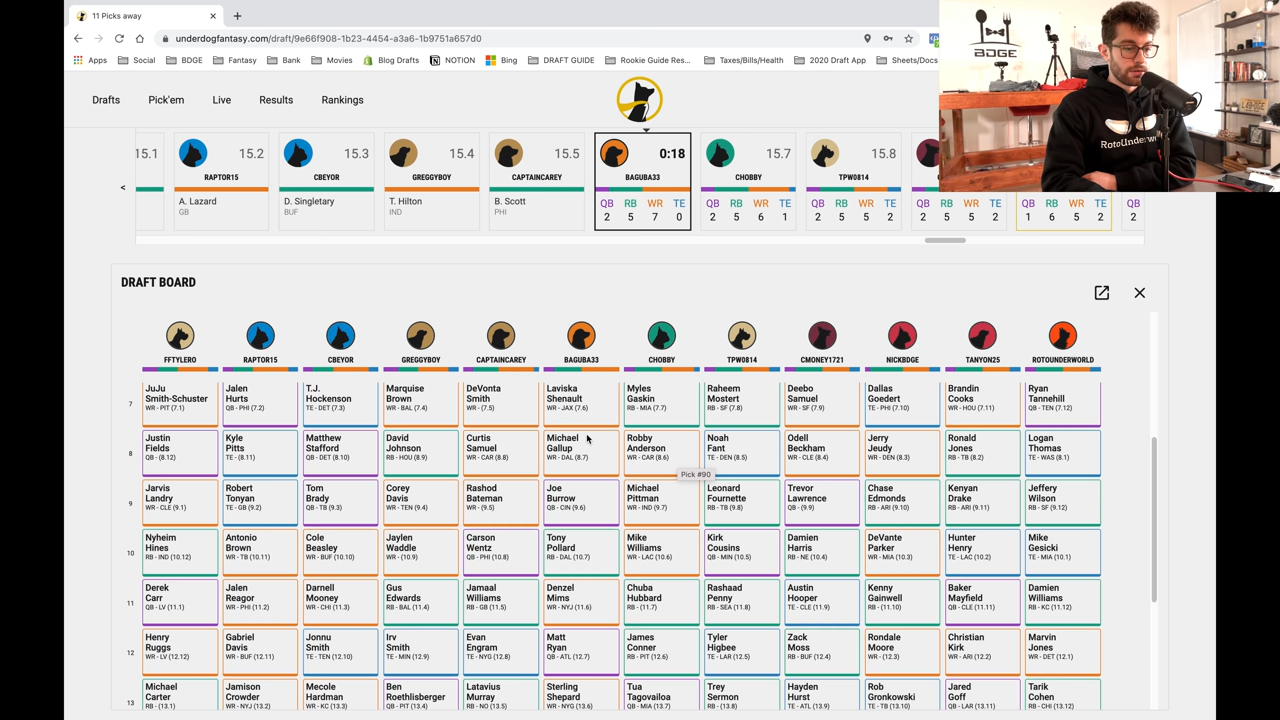 11 Picks away
underdogfantasy.com/draft/9e66f908-1b23-4454-a3a6-1b9751a657d0
Apps Social BDGE Fantasy Bank Movies Blog Drafts NOTION Bing DRAFT GUIDE Rookie Guide Res... Taxes/Bills/Health 2020 Draft App Sheets/Docs
BDGE
RotoUnderw
Drafts Pick'em Live Results Rankings
15.1 15.2 15.3 15.4 15.5 0:18 15.7 15.8
RAPTOR15 CBEYOR GREGGYBOY CAPTAINCAREY BAGUBA33 CHOBBY TPW0814
A. Lazard D. Singletary T. Hilton B. Scott QB RB WR TE QB RB WR TE QB RB WR TE QB RB WR TE QB RB WR TE QB
GB BUF IND PHI 2 5 7 0 2 5 6 1 2 5 5 2 2 5 5 2 1 6 5 2 2
<
DRAFT BOARD
FFTYLERO RAPTOR15 CBEYOR GREGGYBOY CAPTAINCAREY BAGUBA33 CHOBBY TPW0814 CMONEY1721 NICKBDGE TANYON25 ROTOUNDERWORLD
7
JuJu Jalen T.J. Marquise DeVonta Laviska Myles Raheem Deebo Dallas Brandin Ryan
Smith-Schuster Hurts Hockenson Brown Smith Shenault Gaskin Mostert Samuel Goedert Cooks Tannehill
WR - PIT (7.1) QB - PHI (7.2) TE - DET (7.3) WR - BAL (7.4) WR - (7.5) WR - JAX (7.6) RB - MIA (7.7) RB - SF (7.8) WR - SF (7.9) TE - PHI (7.10) WR - HOU (7.11) QB - TEN (7.12)
8
Justin Kyle Matthew David Curtis Michael Robby Noah Odell Jerry Ronald Logan
Fields Pitts Stafford Johnson Samuel Gallup Anderson Fant Beckham Jeudy Jones Thomas
QB - (8.12) TE - (8.11) QB - DET (8.10) RB - HOU (8.9) WR - CAR (8.8) WR - DAL (8.7) WR - CAR (8.6) TE - DEN (8.5) WR - CLE (8.4) WR - DEN (8.3) RB - TB (8.2) TE - WAS (8.1)
Pick #90
9
Jarvis Robert Tom Corey Rashod Joe Michael Leonard Trevor Chase Kenyan Jeffery
Landry Tonyan Brady Davis Bateman Burrow Pittman Fournette Lawrence Edmonds Drake Wilson
WR - CLE (9.1) TE - GB (9.2) QB - TB (9.3) WR - TEN (9.4) WR - (9.5) QB - CIN (9.6) WR - IND (9.7) RB - TB (9.8) QB - (9.9) RB - ARI (9.10) RB - ARI (9.11) RB - SF (9.12)
10
Nyheim Antonio Cole Jaylen Carson Tony Mike Kirk Damien DeVante Hunter Mike
Hines Brown Beasley Waddle Wentz Pollard Williams Cousins Harris Parker Henry Gesicki
RB - IND (10.12) WR - TB (10.11) WR - BUF (10.10) WR - (10.9) QB - PHI (10.8) RB - DAL (10.7) WR - LAC (10.6) QB - MIN (10.5) RB - NE (10.4) WR - MIA (10.3) TE - LAC (10.2) TE - MIA (10.1)
11
Derek Jalen Darnell Gus Jamaal Denzel Chuba Rashaad Austin Kenny Baker Damien
Carr Reagor Mooney Edwards Williams Mims Hubbard Penny Hooper Gainwell Mayfield Williams
QB - LV (11.1) WR - PHI (11.2) WR - CHI (11.3) RB - BAL (11.4) RB - GB (11.5) WR - NYJ (11.6) RB - (11.7) RB - SEA (11.8) TE - CLE (11.9) RB - (11.10) QB - CLE (11.11) RB - KC (11.12)
12
Henry Gabriel Jonnu Irv Evan Matt James Tyler Zack Rondale Christian Marvin
Ruggs Davis Smith Smith Engram Ryan Conner Higbee Moss Moore Kirk Jones
WR - LV (12.12) WR - BUF (12.11) TE - TEN (12.10) TE - MIN (12.9) TE - NYG (12.8) QB - ATL (12.7) RB - PIT (12.6) TE - LAR (12.5) RB - BUF (12.4) WR - (12.3) WR - ARI (12.2) WR - DET (12.1)
13
Michael Jamison Mecole Ben Latavius Sterling Tua Trey Hayden Rob Jared Tarik
Carter Crowder Hardman Roethlisberger Murray Shepard Tagovailoa Sermon Hurst Gronkowski Goff Cohen
RB - (13.1) WR - NYJ (13.2) WR - KC (13.3) QB - PIT (13.4) RB - NO (13.5) WR - NYG (13.6) QB - MIA (13.7) RB - (13.8) TE - ATL (13.9) TE - TB (13.10) QB - LAR (13.11) RB - CHI (13.12)